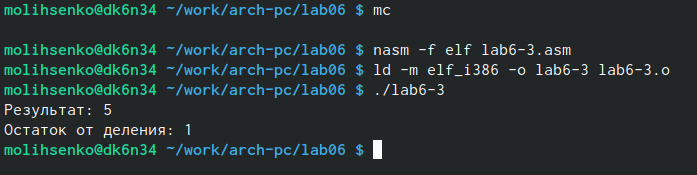 molihsenko@dk6n34 ~/work/arch-pc/lab06 $ mc
molihsenko@dk6n34 ~/work/arch-pc/lab06 $ nasm -f elf lab6-3.asm
molihsenko@dk6n34 ~/work/arch-pc/lab06 $ ld -m elf_i386 -o lab6-3 lab6-3.o
molihsenko@dk6n34 ~/work/arch-pc/lab06 $ ./lab6-3
Результат: 5
Остаток от деления: 1
molihsenko@dk6n34 ~/work/arch-pc/lab06 $